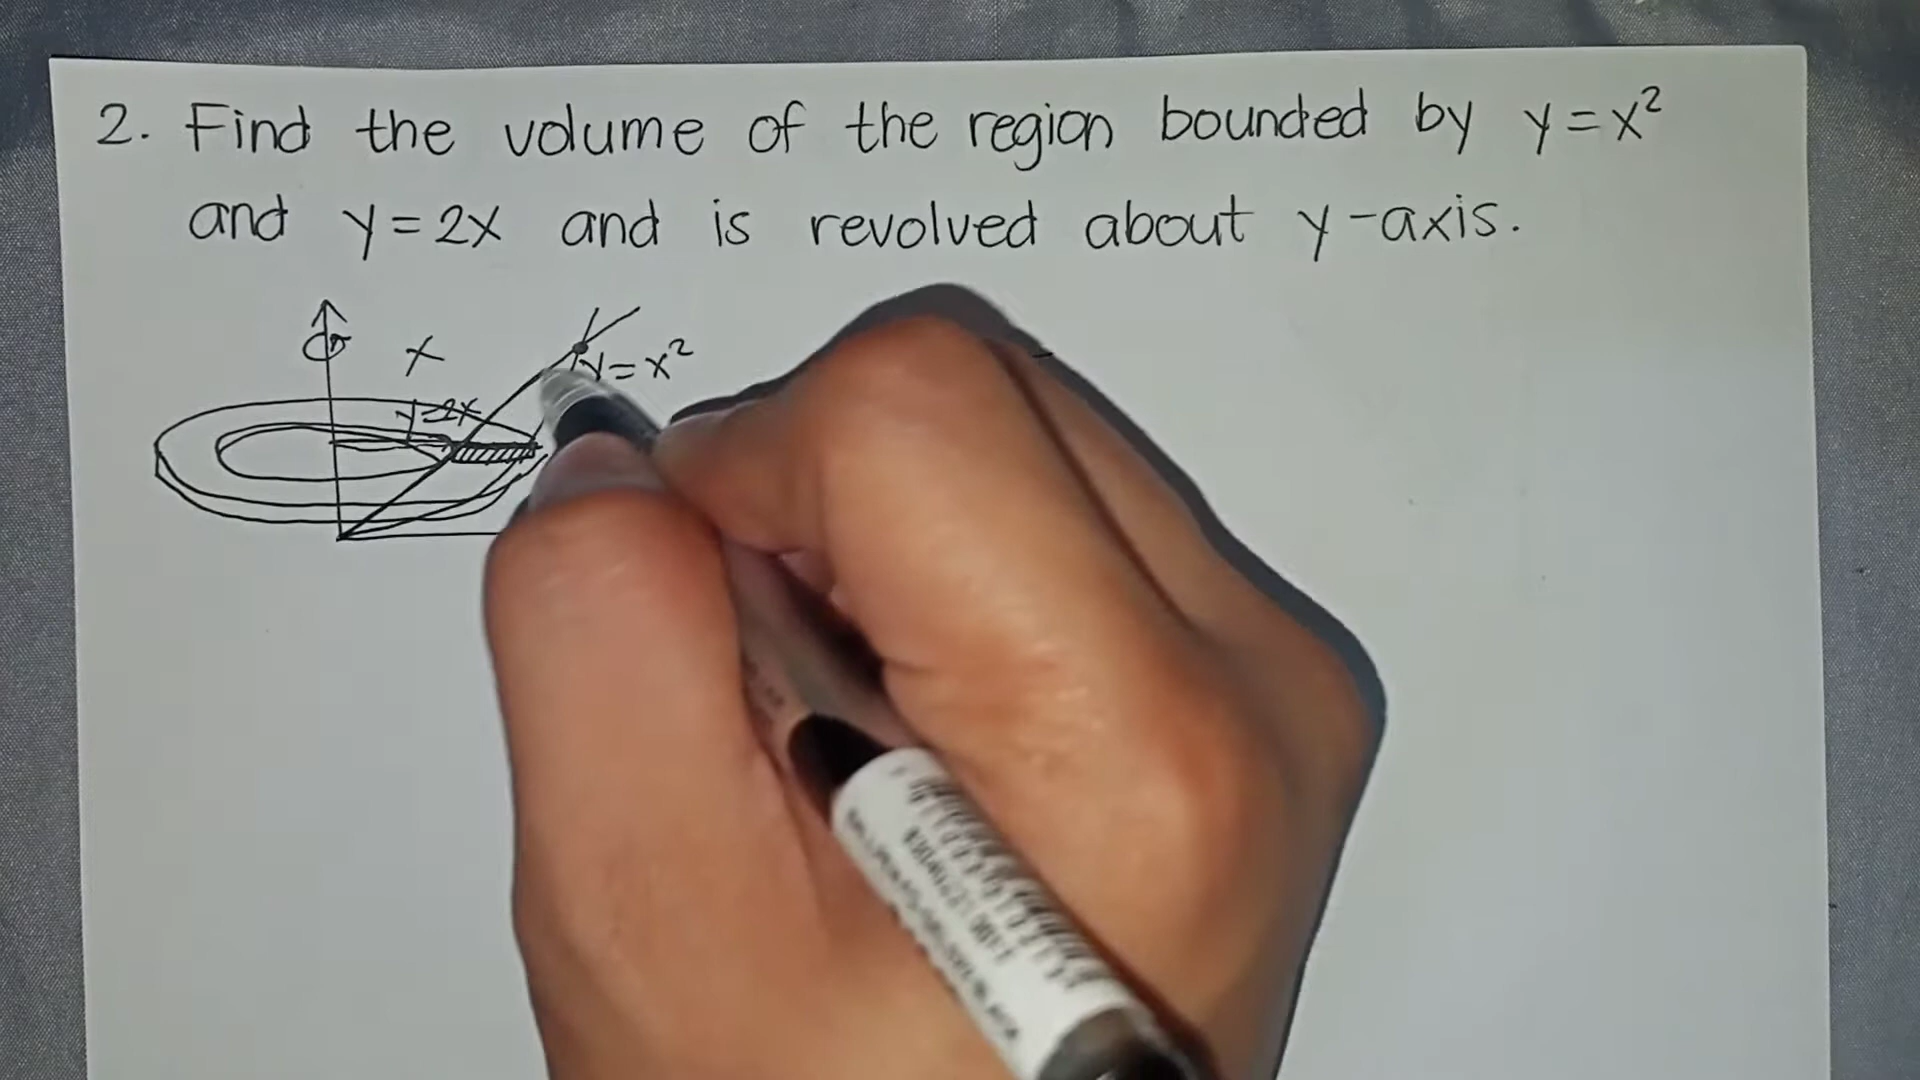 2. Find the volume of the region bounded by y = x²
and y = 2x and is revolved about y-axis.
x
y = x²
y=2x